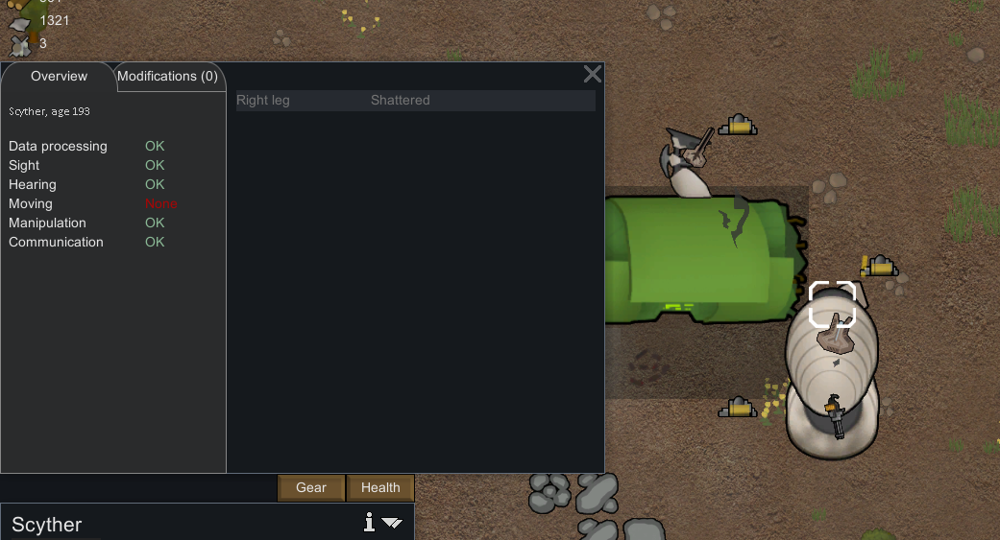 1321
3
Overview
Modifications (0)
Scyther, age 193
Right leg Shattered
Data processing OK
Sight OK
Hearing OK
Moving None
Manipulation OK
Communication OK
Gear
Health
Scyther